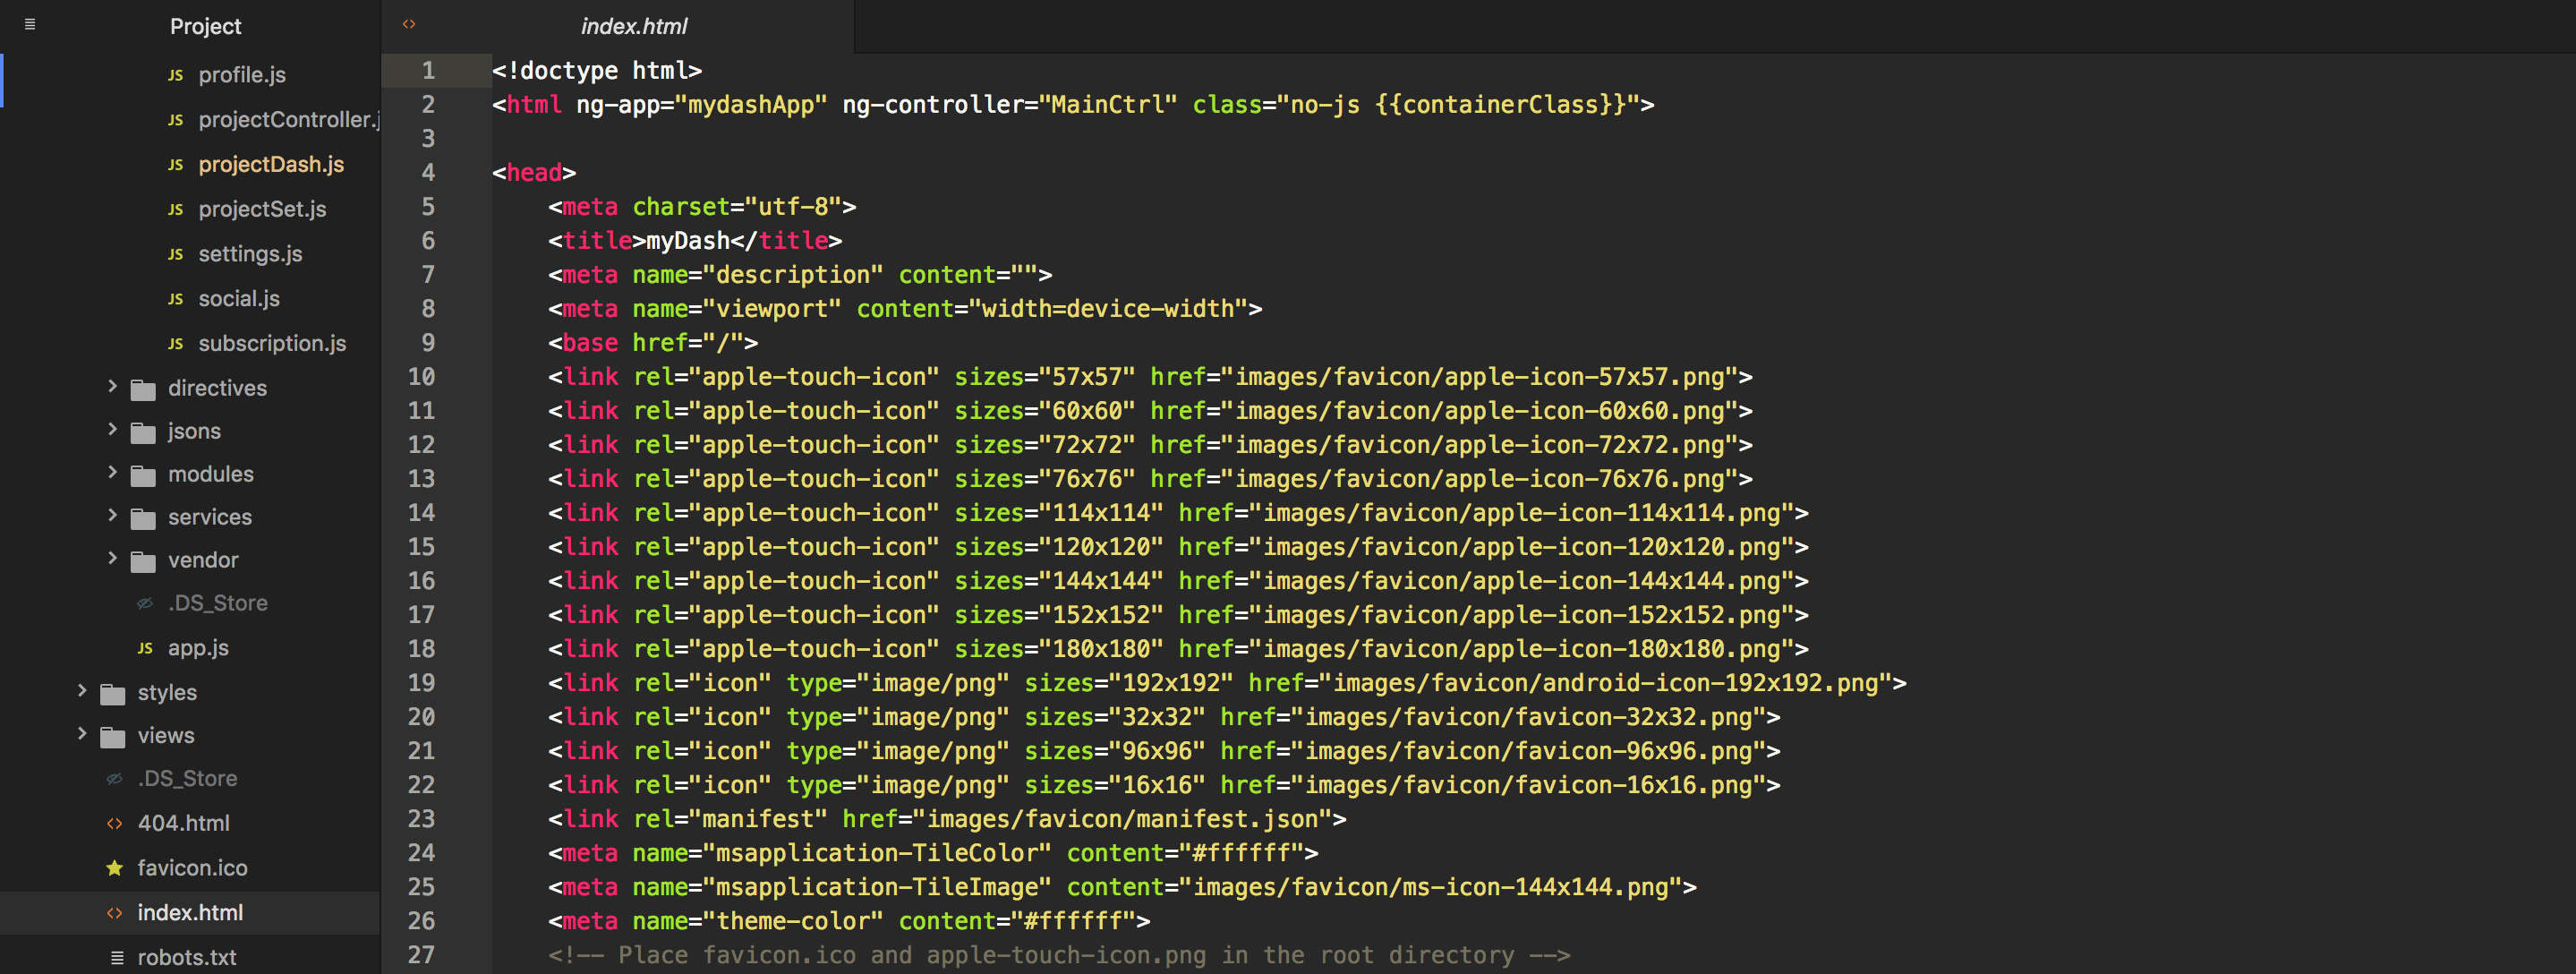 Project
profile.js
projectController.j
projectDash.js
projectSet.js
settings.js
social.js
subscription.js
directives
jsons
modules
services
vendor
.DS_Store
app.js
styles
views
.DS_Store
404.html
favicon.ico
index.html
robots.txt
index.html
1 <!doctype html>
2 <html ng-app="mydashApp" ng-controller="MainCtrl" class="no-js {{containerClass}}">
3
4 <head>
5 <meta charset="utf-8">
6 <title>myDash</title>
7 <meta name="description" content="">
8 <meta name="viewport" content="width=device-width">
9 <base href="/">
10 <link rel="apple-touch-icon" sizes="57x57" href="images/favicon/apple-icon-57x57.png">
11 <link rel="apple-touch-icon" sizes="60x60" href="images/favicon/apple-icon-60x60.png">
12 <link rel="apple-touch-icon" sizes="72x72" href="images/favicon/apple-icon-72x72.png">
13 <link rel="apple-touch-icon" sizes="76x76" href="images/favicon/apple-icon-76x76.png">
14 <link rel="apple-touch-icon" sizes="114x114" href="images/favicon/apple-icon-114x114.png">
15 <link rel="apple-touch-icon" sizes="120x120" href="images/favicon/apple-icon-120x120.png">
16 <link rel="apple-touch-icon" sizes="144x144" href="images/favicon/apple-icon-144x144.png">
17 <link rel="apple-touch-icon" sizes="152x152" href="images/favicon/apple-icon-152x152.png">
18 <link rel="apple-touch-icon" sizes="180x180" href="images/favicon/apple-icon-180x180.png">
19 <link rel="icon" type="image/png" sizes="192x192" href="images/favicon/android-icon-192x192.png">
20 <link rel="icon" type="image/png" sizes="32x32" href="images/favicon/favicon-32x32.png">
21 <link rel="icon" type="image/png" sizes="96x96" href="images/favicon/favicon-96x96.png">
22 <link rel="icon" type="image/png" sizes="16x16" href="images/favicon/favicon-16x16.png">
23 <link rel="manifest" href="images/favicon/manifest.json">
24 <meta name="msapplication-TileColor" content="#ffffff">
25 <meta name="msapplication-TileImage" content="images/favicon/ms-icon-144x144.png">
26 <meta name="theme-color" content="#ffffff">
27 <!-- Place favicon.ico and apple-touch-icon.png in the root directory -->